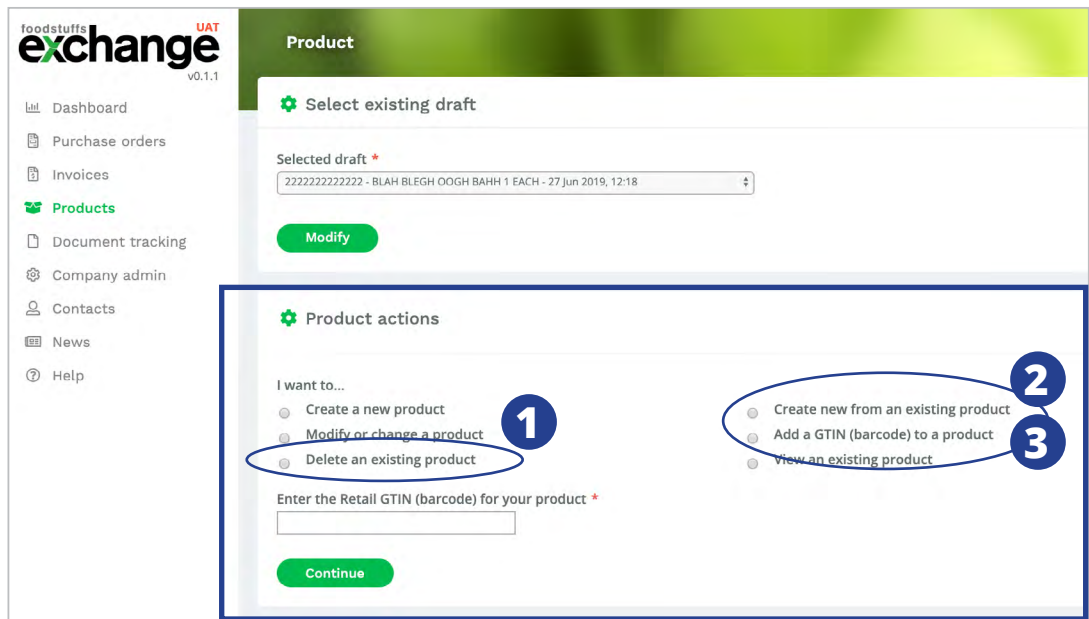 foodstuffs UAT
exchange
v0.1.1
Dashboard
Purchase orders
Invoices
Products
Document tracking
Company admin
Contacts
News
Help
Product
Select existing draft
Selected draft *
2222222222222 - BLAH BLEGH OOGH BAHH 1 EACH - 27 Jun 2019, 12:18
Modify
Product actions
I want to...
Create a new product
Modify or change a product
Delete an existing product
1
Create new from an existing product
Add a GTIN (barcode) to a product
View an existing product
2
3
Enter the Retail GTIN (barcode) for your product *
Continue